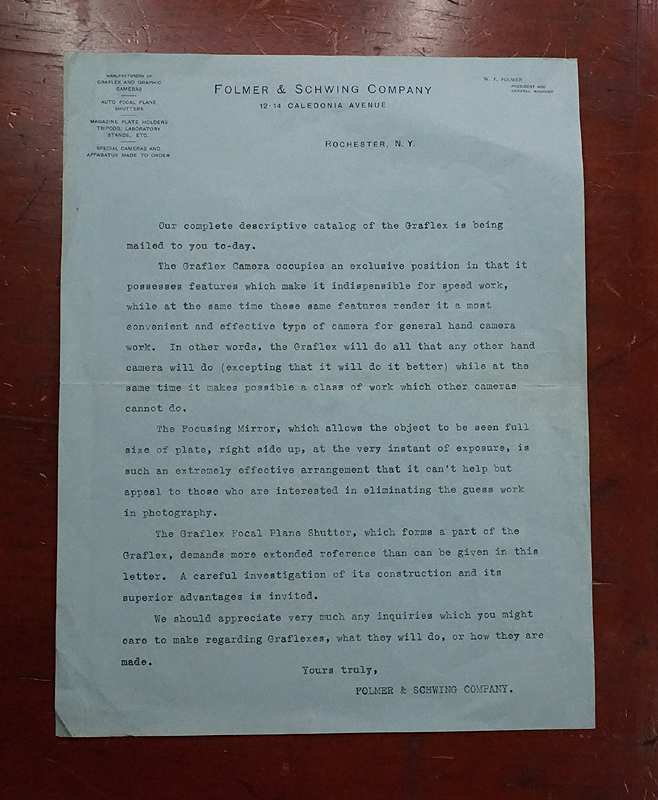 MANUFACTURERS OF
GRAFLEX AND GRAPHIC
CAMERAS
AUTO FOCAL PLANE
SHUTTERS
MAGAZINE PLATE HOLDERS
TRIPODS, LABORATORY
STANDS, ETC.
SPECIAL CAMERAS AND
APPARATUS MADE TO ORDER
FOLMER & SCHWING COMPANY
12-14 CALEDONIA AVENUE
ROCHESTER, N.Y.
W. F. FOLMER
PRESIDENT AND
GENERAL MANAGER
Our complete descriptive catalog of the Graflex is being
mailed to you to-day.
The Graflex Camera occupies an exclusive position in that it
possesses features which make it indispensible for speed work,
while at the same time these same features render it a most
convenient and effective type of camera for general hand camera
work. In other words, the Graflex will do all that any other hand
camera will do (excepting that it will do it better) while at the
same time it makes possible a class of work which other cameras
cannot do.
The Focusing Mirror, which allows the object to be seen full
size of plate, right side up, at the very instant of exposure, is
such an extremely effective arrangement that it can't help but
appeal to those who are interested in eliminating the guess work
in photography.
The Graflex Focal Plane Shutter, which forms a part of the
Graflex, demands more extended reference than can be given in this
letter. A careful investigation of its construction and its
superior advantages is invited.
We should appreciate very much any inquiries which you might
care to make regarding Graflexes, what they will do, or how they are
made.
Yours truly,
FOLMER & SCHWING COMPANY.